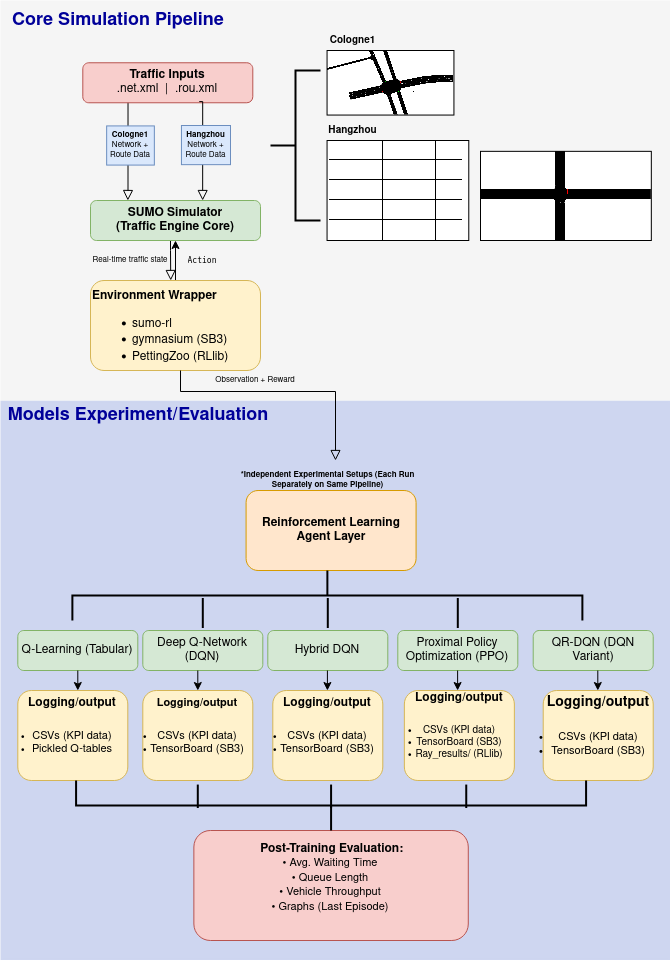 Core Simulation Pipeline
Cologne1
Traffic Inputs
.net.xml | .rou.xml
Cologne1
Network +
Route Data
Hangzhou
Network +
Route Data
Hangzhou
SUMO Simulator
(Traffic Engine Core)
Real-time traffic state
Action
Environment Wrapper
• sumo-rl
• gymnasium (SB3)
• PettingZoo (RLlib)
Observation + Reward
Models Experiment/Evaluation
*Independent Experimental Setups (Each Run
Separately on Same Pipeline)
Reinforcement Learning
Agent Layer
Q-Learning (Tabular)
Deep Q-Network
(DQN)
Hybrid DQN
Proximal Policy
Optimization (PPO)
QR-DQN (DQN
Variant)
Logging/output
• CSVs (KPI data)
• Pickled Q-tables
Logging/output
• CSVs (KPI data)
• TensorBoard (SB3)
Logging/output
• CSVs (KPI data)
• TensorBoard (SB3)
Logging/output
• CSVs (KPI data)
• TensorBoard (SB3)
• Ray_results/ (RLlib)
Logging/output
• CSVs (KPI data)
• TensorBoard (SB3)
Post-Training Evaluation:
• Avg. Waiting Time
• Queue Length
• Vehicle Throughput
• Graphs (Last Episode)